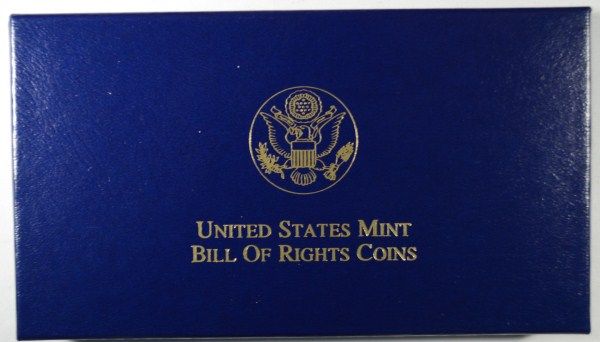 United States Mint
Bill Of Rights Coins